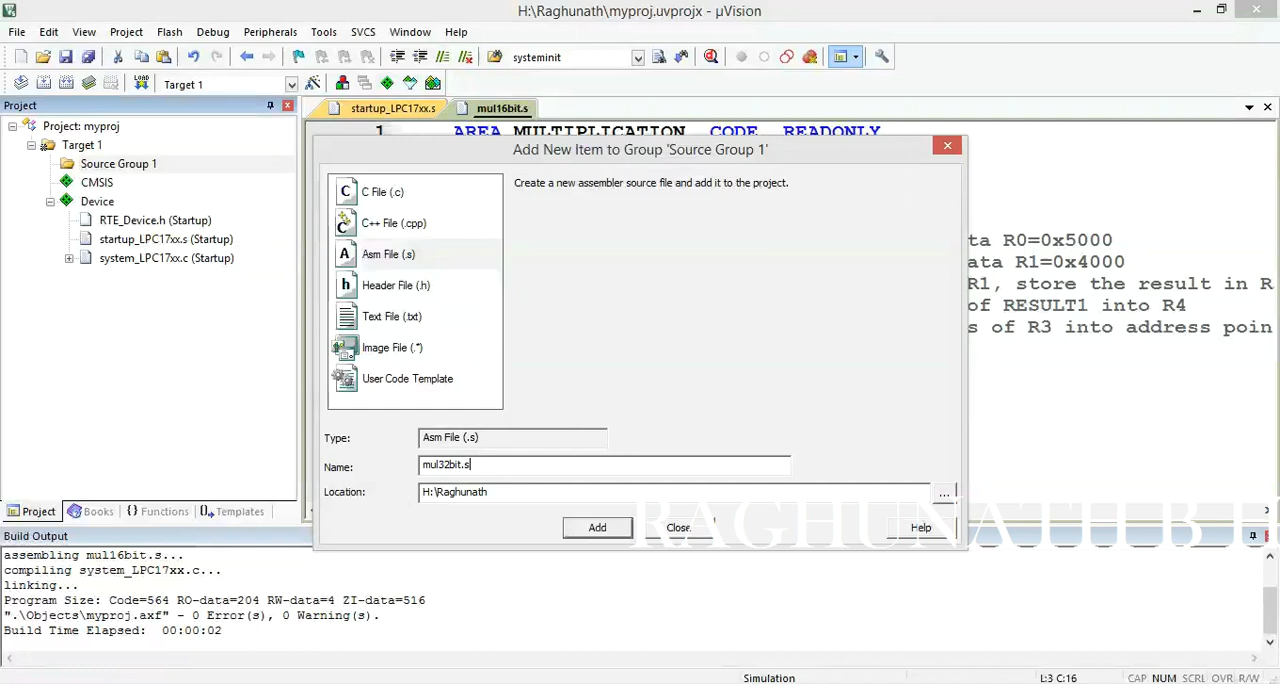 H:\Raghunath\myproj.uvprojx - µVision
File Edit View Project Flash Debug Peripherals Tools SVCS Window Help
systeminit
LOAD
Target 1
Project
startup_LPC17xx.s
mul16bit.s
Project: myproj
Target 1
Source Group 1
CMSIS
Device
RTE_Device.h (Startup)
startup_LPC17xx.s (Startup)
system_LPC17xx.c (Startup)
1 AREA MULTIPLICATION, CODE, READONLY
ta R0=0x5000
ata R1=0x4000
R1, store the result in R
of RESULT1 into R4
s of R3 into address poin
Add New Item to Group 'Source Group 1'
C File (.c)
C++ File (.cpp)
Asm File (.s)
Header File (.h)
Text File (.txt)
Image File (.*)
User Code Template
Create a new assembler source file and add it to the project.
Type: Asm File (.s)
Name: mul32bit.s
Location: H:\Raghunath ...
Add Close Help
RAGHUNATH B H
Project Books {} Functions Templates
Build Output
assembling mul16bit.s...
compiling system_LPC17xx.c...
linking...
Program Size: Code=564 RO-data=204 RW-data=4 ZI-data=516
".\Objects\myproj.axf" - 0 Error(s), 0 Warning(s).
Build Time Elapsed: 00:00:02
Simulation L:3 C:16 CAP NUM SCRL OVR R/W